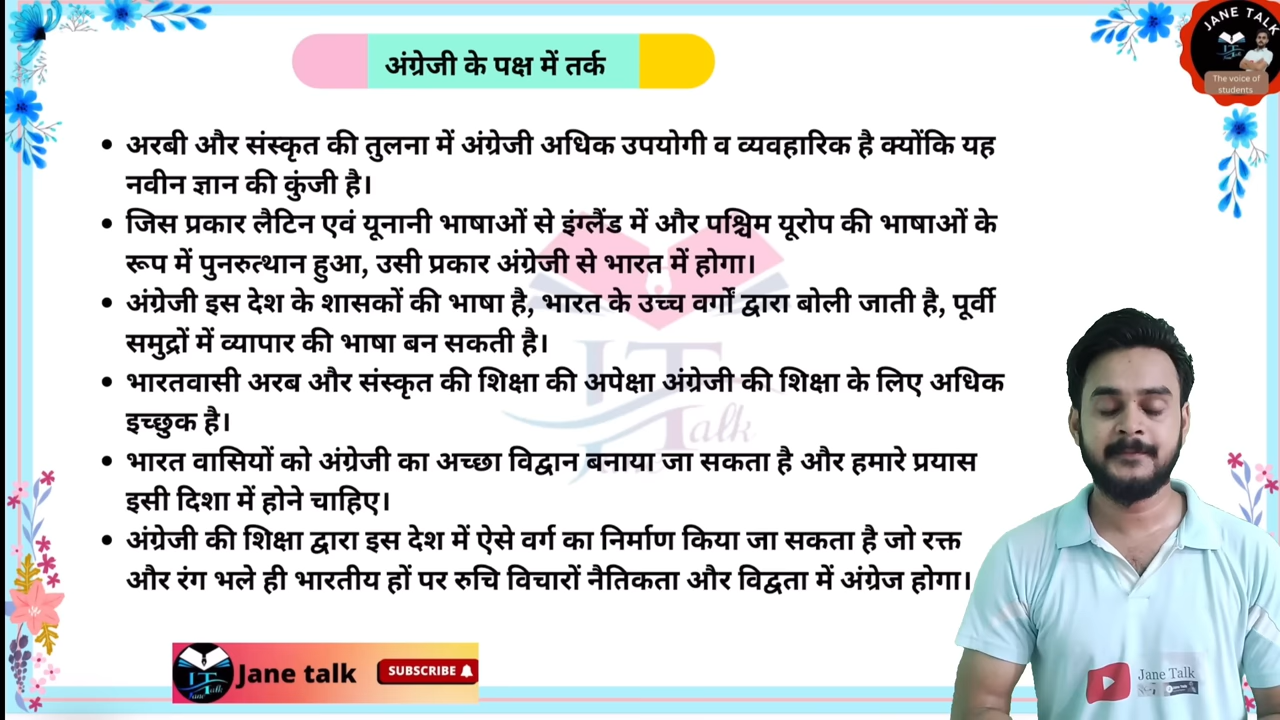 JANE TALK
The voice of
students
अंग्रेजी के पक्ष में तर्क
• अरबी और संस्कृत की तुलना में अंग्रेजी अधिक उपयोगी व व्यवहारिक है क्योंकि यह
नवीन ज्ञान की कुंजी है।
• जिस प्रकार लैटिन एवं यूनानी भाषाओं से इंग्लैंड में और पश्चिम यूरोप की भाषाओं के
रूप में पुनरुत्थान हुआ, उसी प्रकार अंग्रेजी से भारत में होगा।
• अंग्रेजी इस देश के शासकों की भाषा है, भारत के उच्च वर्गों द्वारा बोली जाती है, पूर्वी
समुद्रों में व्यापार की भाषा बन सकती है।
• भारतवासी अरब और संस्कृत की शिक्षा की अपेक्षा अंग्रेजी की शिक्षा के लिए अधिक
इच्छुक है।
• भारत वासियों को अंग्रेजी का अच्छा विद्वान बनाया जा सकता है और हमारे प्रयास
इसी दिशा में होने चाहिए।
• अंग्रेजी की शिक्षा द्वारा इस देश में ऐसे वर्ग का निर्माण किया जा सकता है जो रक्त
और रंग भले ही भारतीय हों पर रुचि विचारों नैतिकता और विद्वता में अंग्रेज होगा।
Jane talk
SUBSCRIBE
Jane Talk